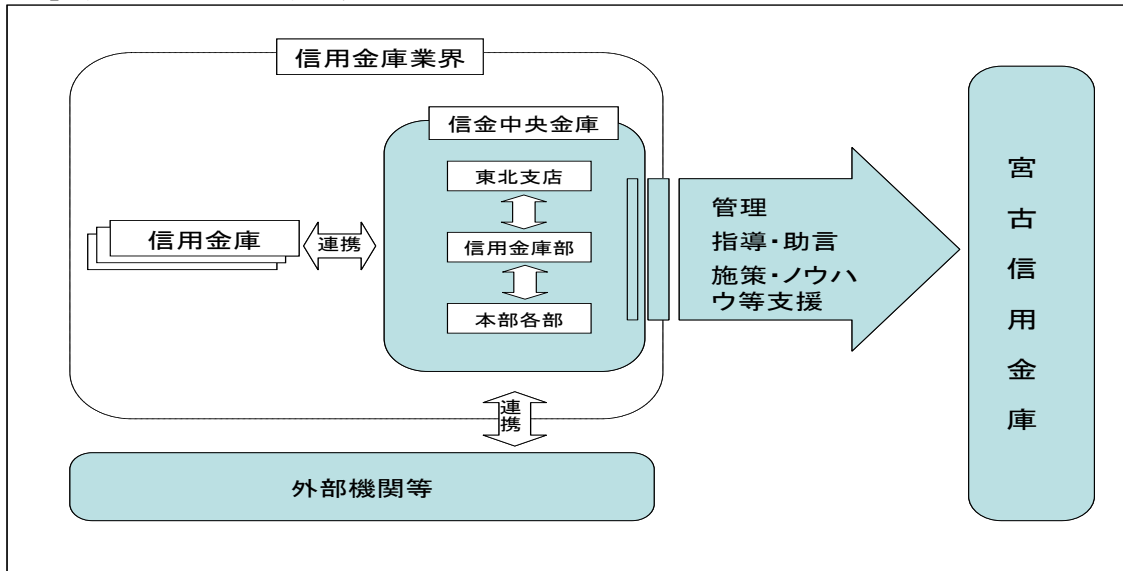 信用金庫業界
信金中央金庫
東北支店
信用金庫
連携
信用金庫部
本部各部
管理
指導・助言
施策・ノウハ
ウ等支援
宮古信用金庫
連携
外部機関等